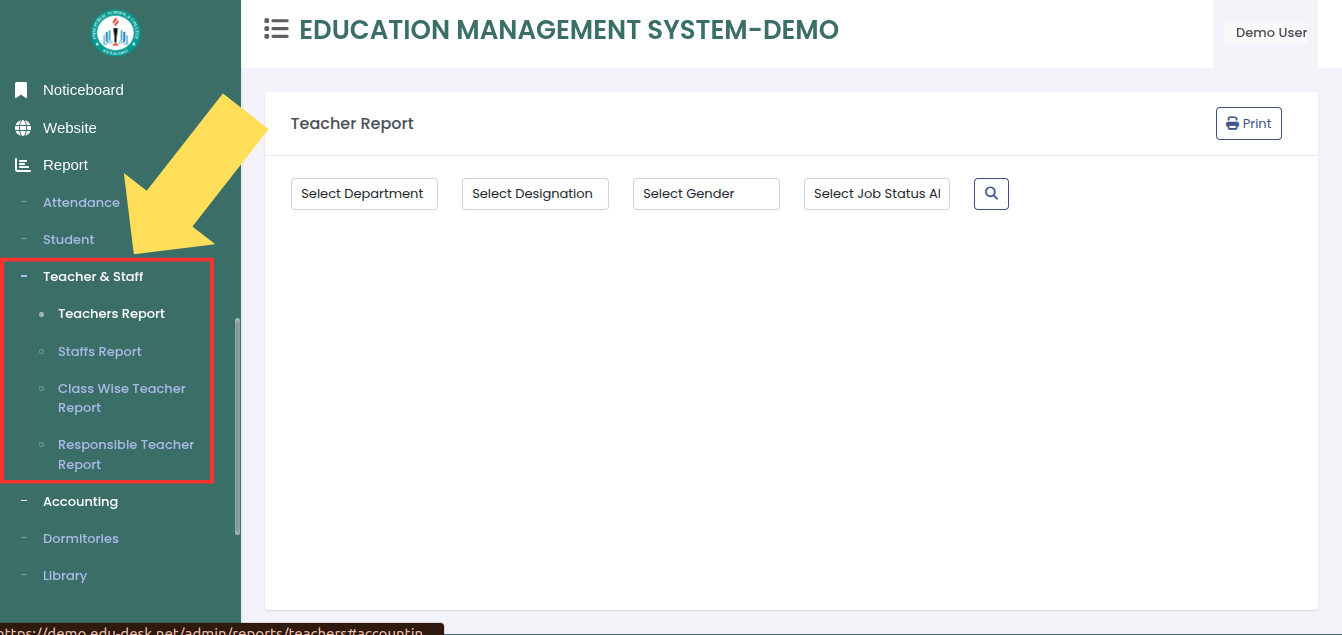 EDUCATION MANAGEMENT SYSTEM-DEMO
Demo User
Noticeboard
Website
Report
Attendance
Student
Teacher & Staff
Teachers Report
Staffs Report
Class Wise Teacher
Report
Responsible Teacher
Report
Accounting
Dormitories
Library
Teacher Report
Print
Select Department
Select Designation
Select Gender
Select Job Status Al
https://demo.edu-desk.net/admin/reports/teachers#accountin